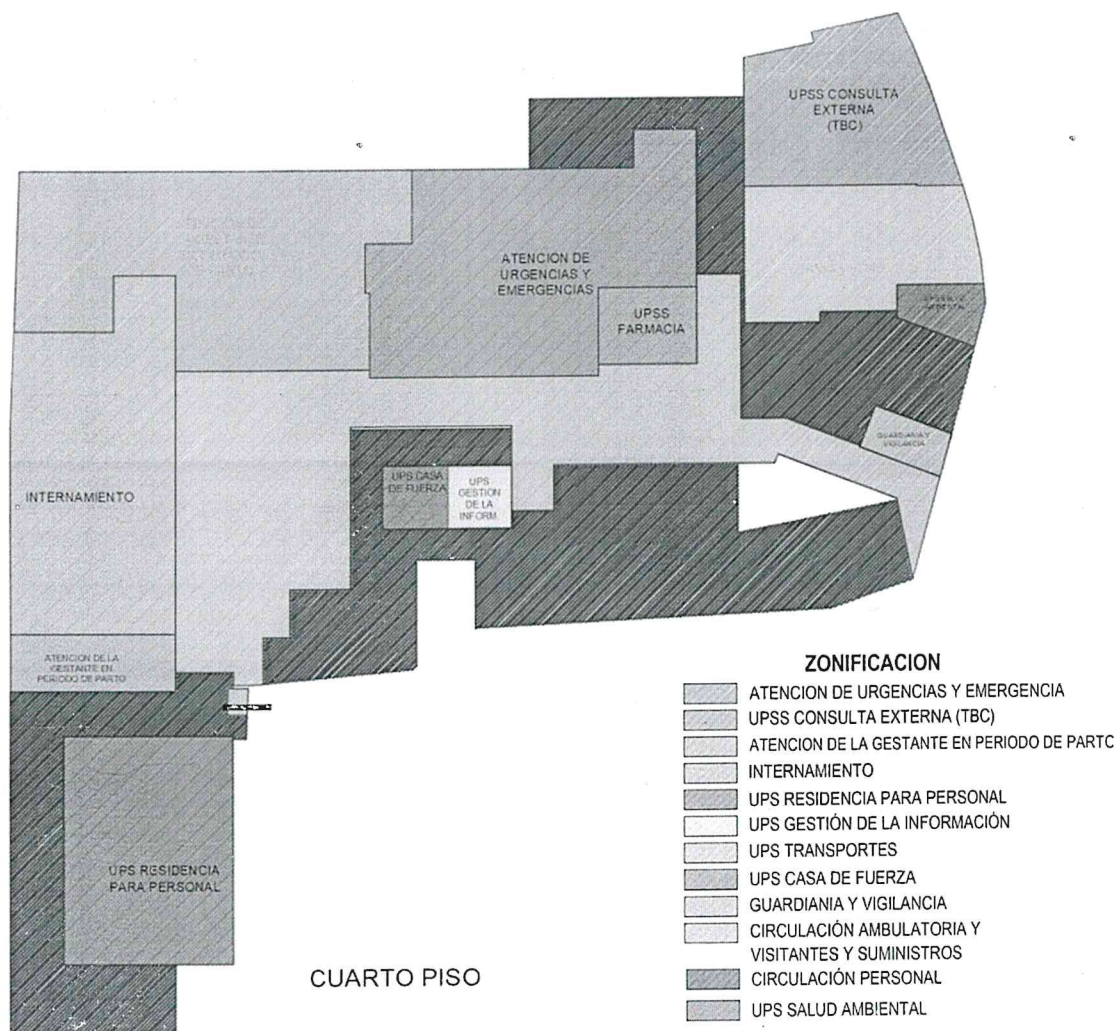 UPSS CONSULTA
EXTERNA
(TBC)
ATENCION DE
URGENCIAS Y
EMERGENCIAS
UPSS
FARMACIA
GUARDIANIA Y
VIGILANCIA
UPS CASA
DE FUERZA
UPS
GESTION
DE LA
INFORM.
INTERNAMIENTO
ATENCION DE LA
GESTANTE EN
PERIODO DE PARTO
UPS RESIDENCIA
PARA PERSONAL
CUARTO PISO
ZONIFICACION
ATENCION DE URGENCIAS Y EMERGENCIA
UPSS CONSULTA EXTERNA (TBC)
ATENCION DE LA GESTANTE EN PERIODO DE PARTO
INTERNAMIENTO
UPS RESIDENCIA PARA PERSONAL
UPS GESTIÓN DE LA INFORMACIÓN
UPS TRANSPORTES
UPS CASA DE FUERZA
GUARDIANIA Y VIGILANCIA
CIRCULACIÓN AMBULATORIA Y
VISITANTES Y SUMINISTROS
CIRCULACIÓN PERSONAL
UPS SALUD AMBIENTAL